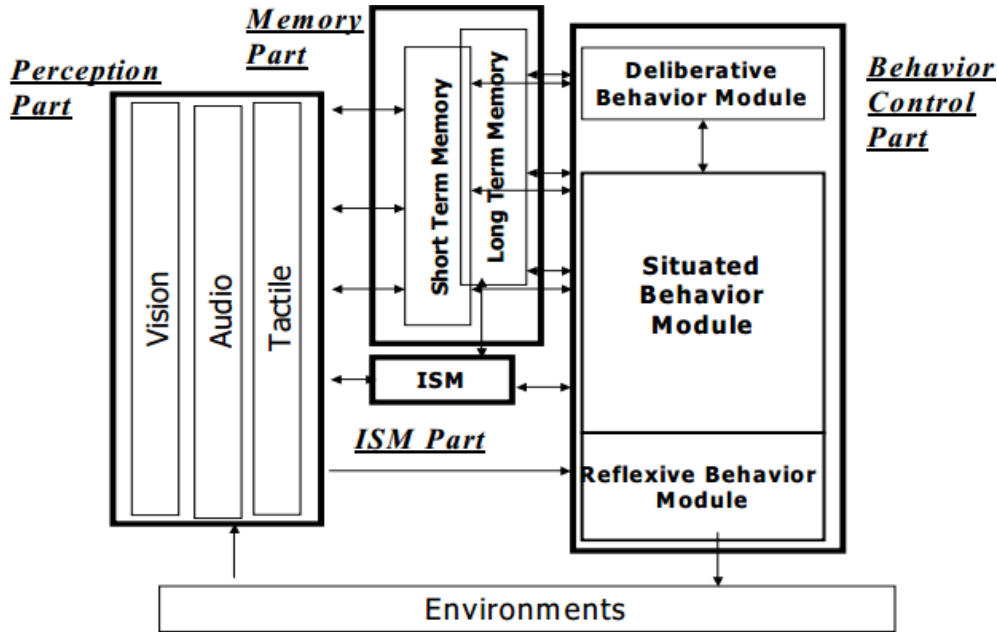 Perception
Part
Memory
Part
Behavior
Control
Part
Vision
Audio
Tactile
Short Term Memory
Long Term Memory
Deliberative
Behavior Module
Situated
Behavior
Module
ISM
ISM Part
Reflexive Behavior
Module
Environments